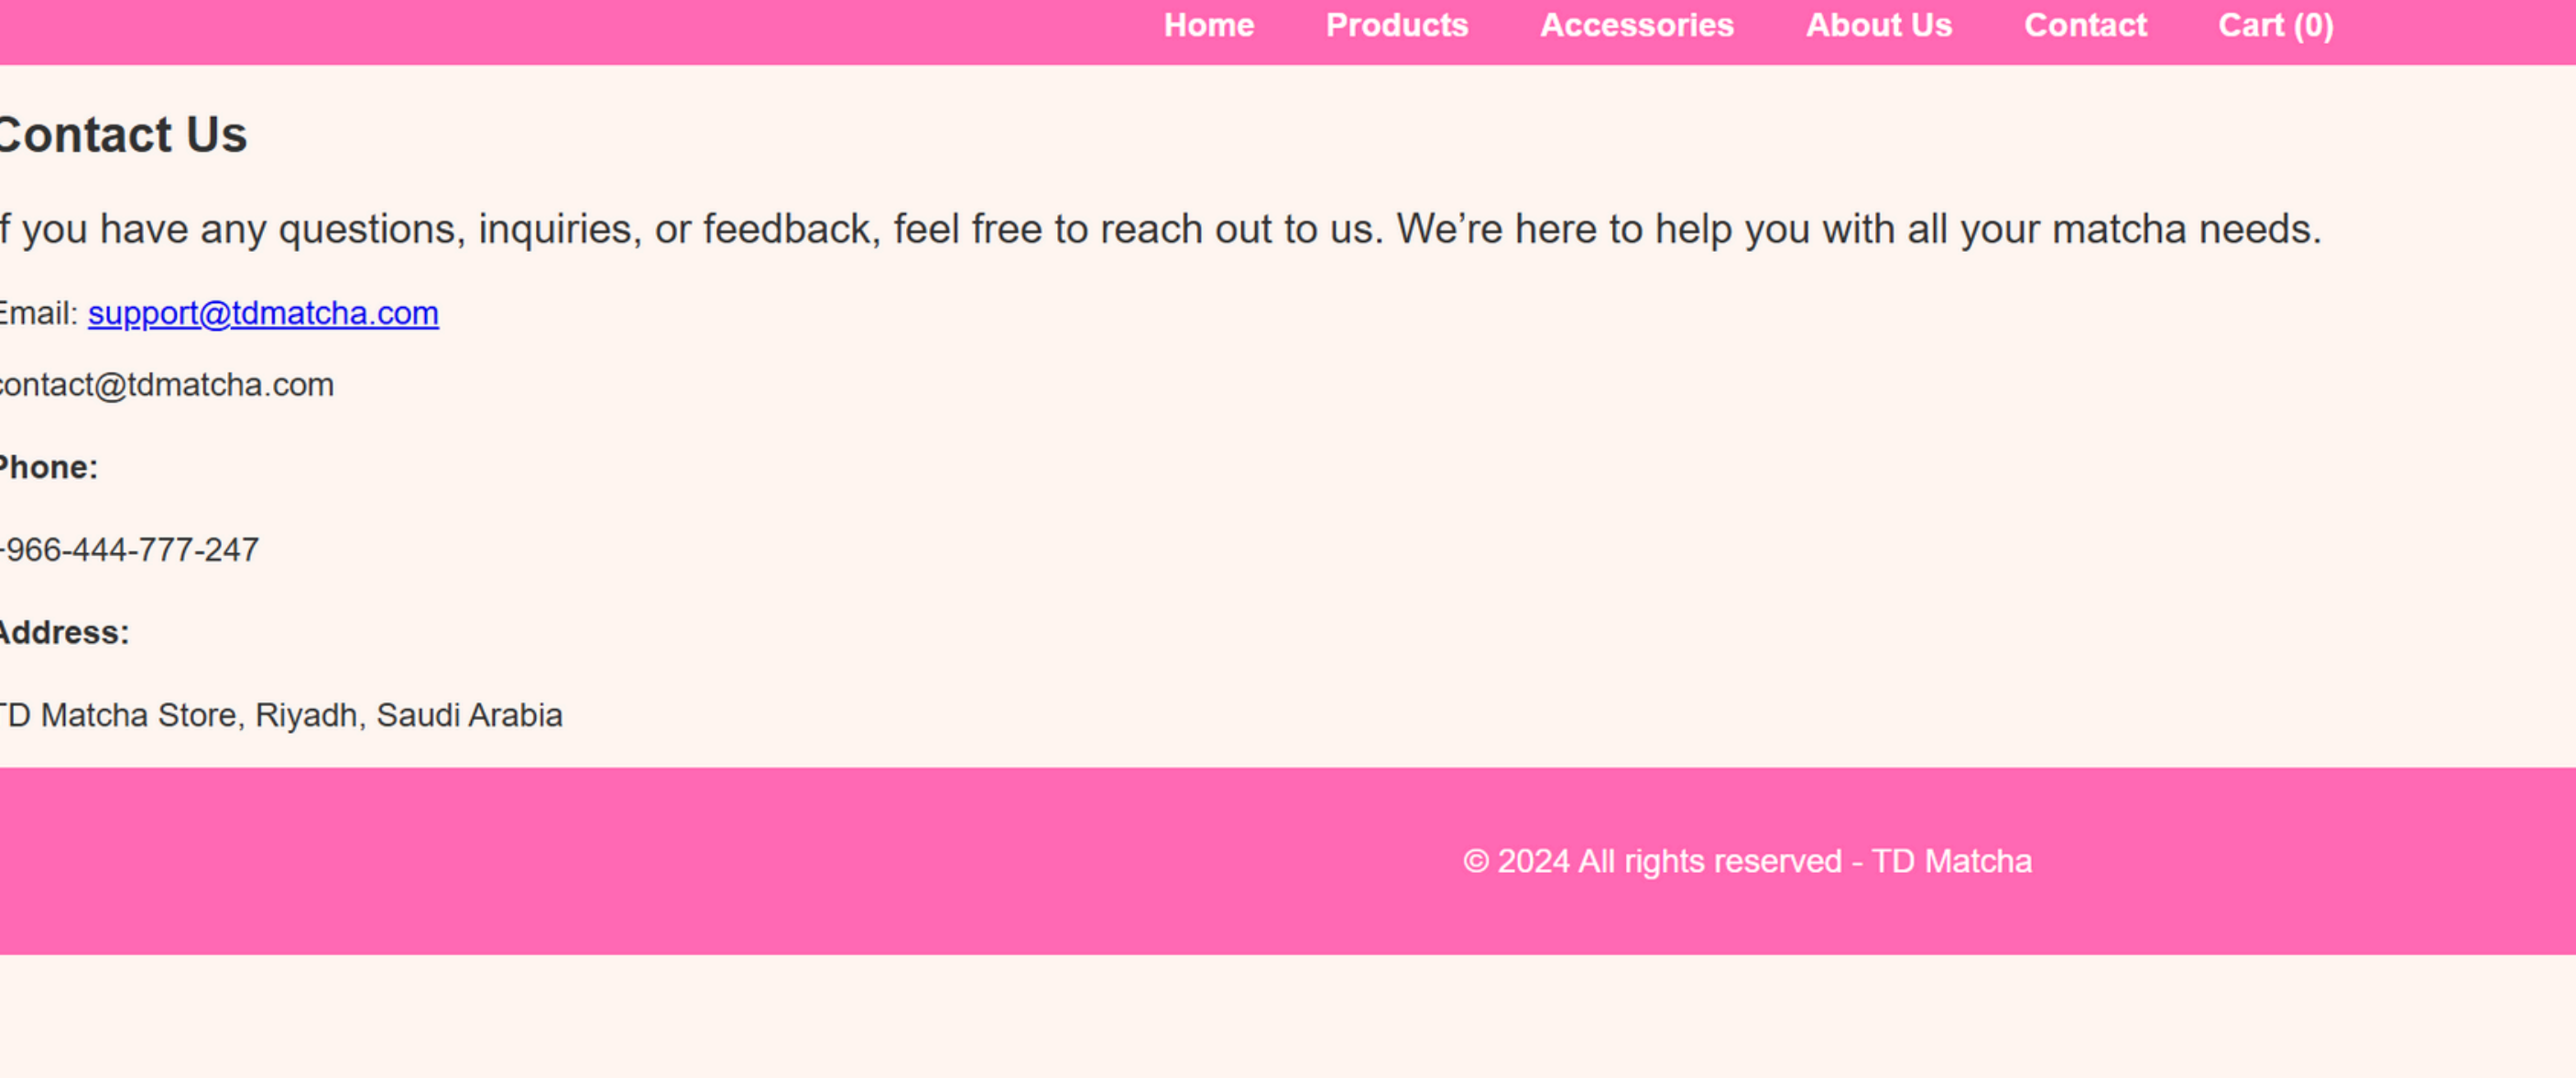 Home Products Accessories About Us Contact Cart (0)
Contact Us
If you have any questions, inquiries, or feedback, feel free to reach out to us. We’re here to help you with all your matcha needs.
Email: support@tdmatcha.com
contact@tdmatcha.com
Phone:
+966-444-777-247
Address:
TD Matcha Store, Riyadh, Saudi Arabia
© 2024 All rights reserved - TD Matcha